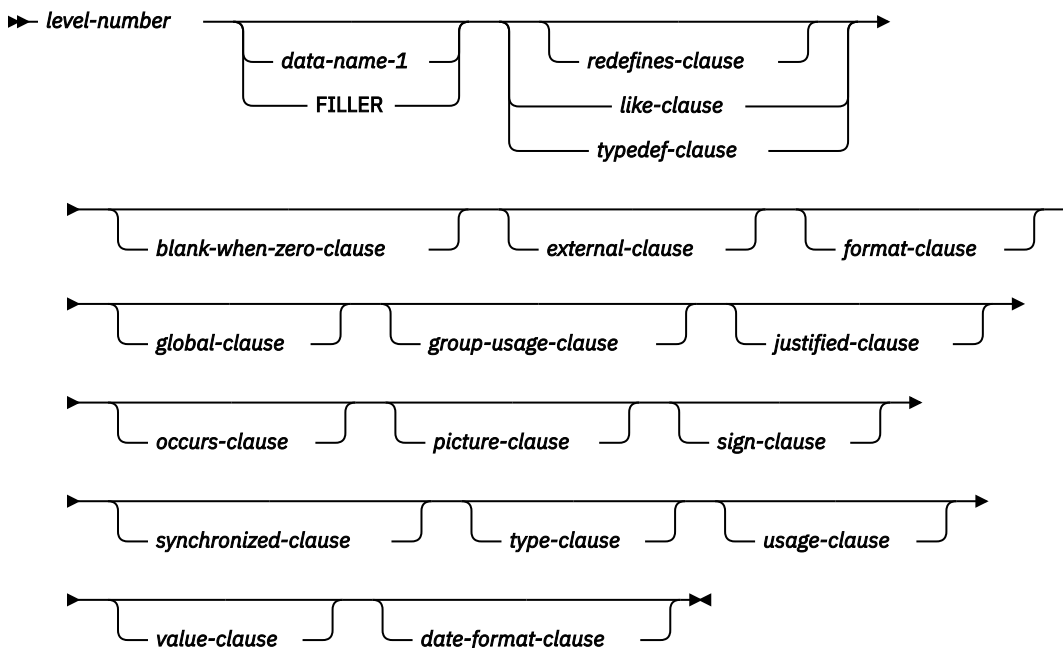 level-number
data-name-1 redefines-clause
FILLER like-clause
typedef-clause
blank-when-zero-clause external-clause format-clause
global-clause group-usage-clause justified-clause
occurs-clause picture-clause sign-clause
synchronized-clause type-clause usage-clause
value-clause date-format-clause